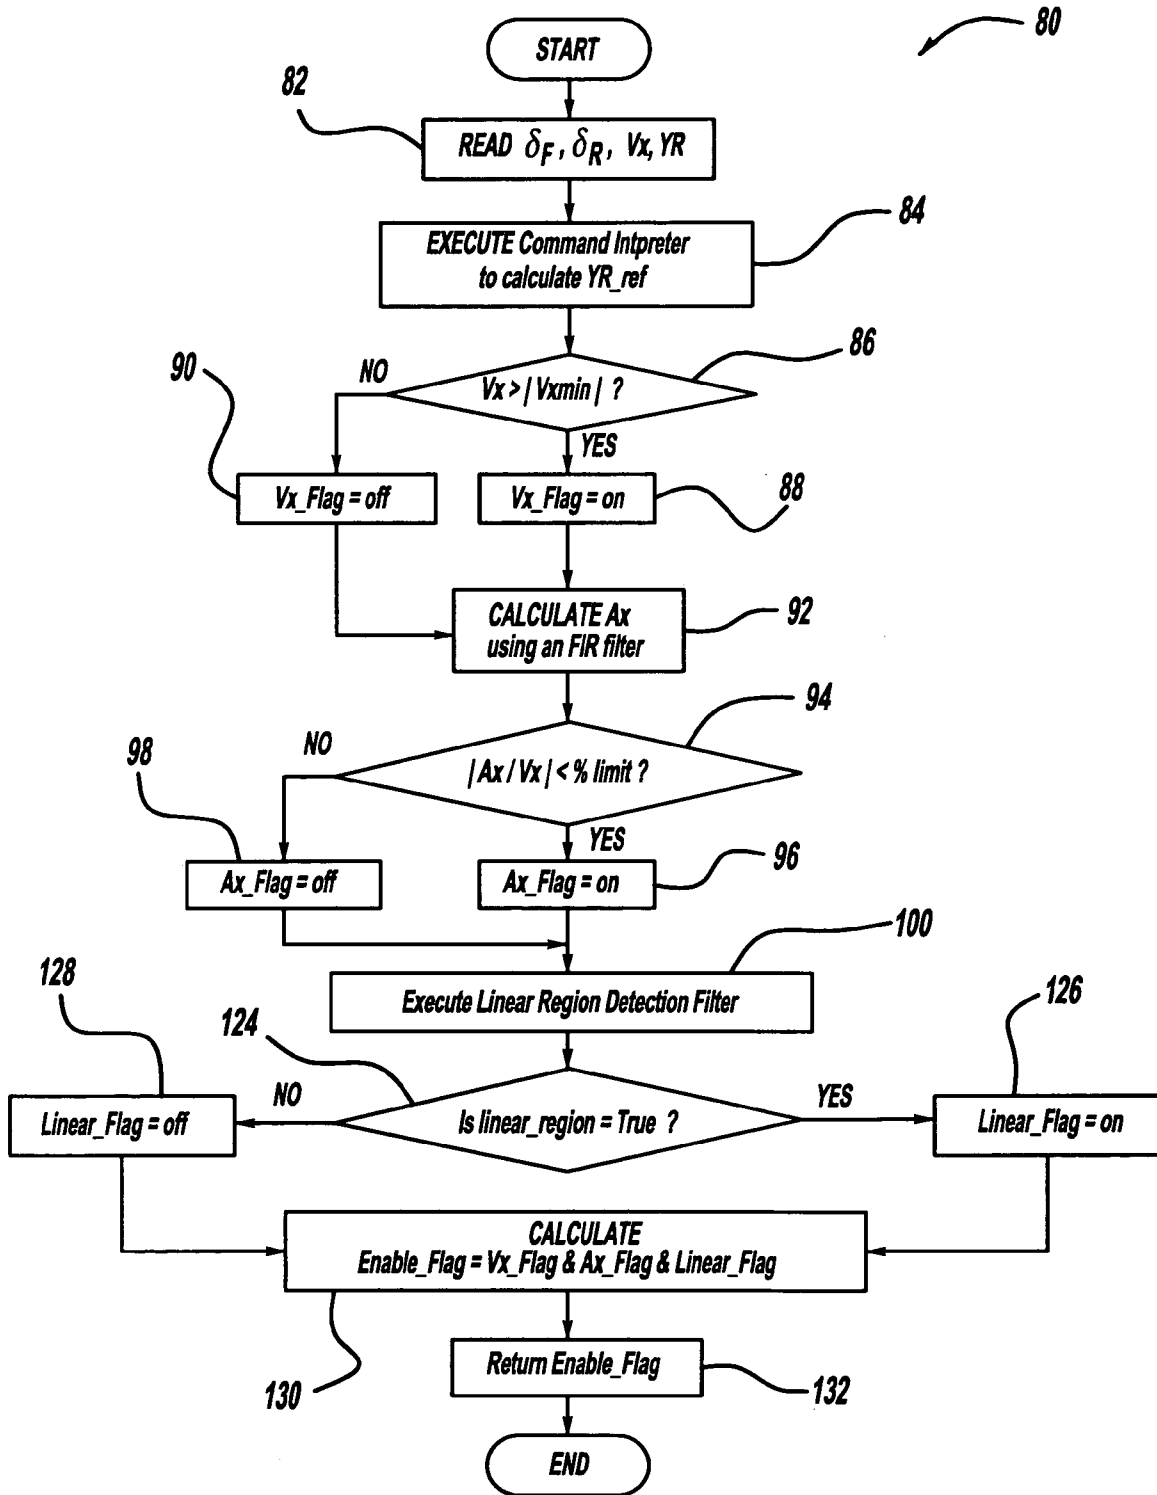 80
START
82
READ δF, δR, Vx, YR
84
EXECUTE Command Intpreter
to calculate YR_ref
86
90
NO
Vx > | Vxmin | ?
YES
88
Vx_Flag = off
Vx_Flag = on
CALCULATE Ax
using an FIR filter
92
94
98
NO
| Ax / Vx | < % limit ?
YES
96
Ax_Flag = off
Ax_Flag = on
100
128
Execute Linear Region Detection Filter
126
124
NO
YES
Linear_Flag = off
Is linear_region = True ?
Linear_Flag = on
CALCULATE
Enable_Flag = Vx_Flag & Ax_Flag & Linear_Flag
Return Enable_Flag
130
132
END